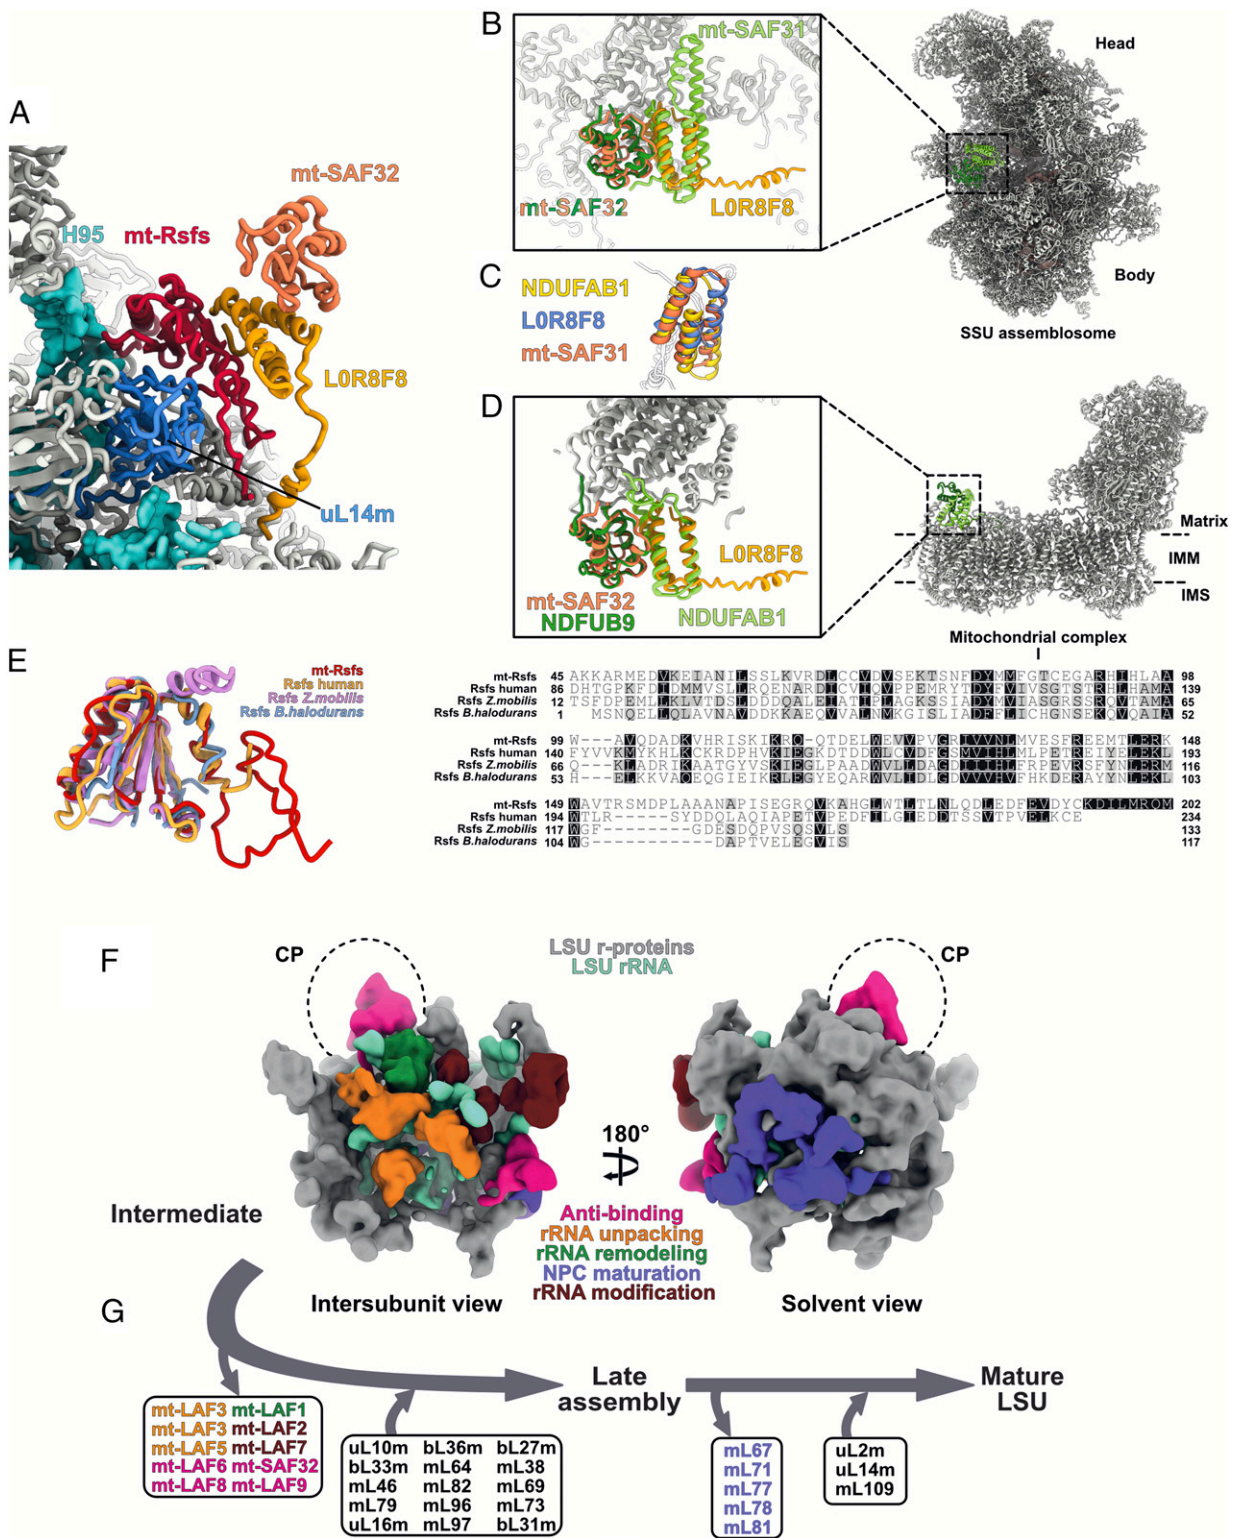 A
mt-SAF32
H95
mt-Rsfs
L0R8F8
uL14m
B
mt-SAF31
mt-SAF32
L0R8F8
Head
Body
SSU assemblosome
C
NDUFAB1
L0R8F8
mt-SAF31
D
L0R8F8
mt-SAF32
NDFUB9
NDUFAB1
Matrix
IMM
IMS
Mitochondrial complex
I
E
mt-Rsfs
Rsfs human
Rsfs Z.mobilis
Rsfs B.halodurans
mt-Rsfs 45 AKKARMEDVKEIANILSSLKVRDLCCVDVSEKTSNFDYMVFGTCEGARHIHLAA 98
Rsfs human 86 DHTGPKFDIDMMVSLLRQENARDICVIQVPPEMRYTDFVIVSGTSTRHLHAMA 139
Rsfs Z.mobilis 12 TSFDPEMLLKLVTDSLDDDKAQEVVTIPLEGKSSIADYMVIASGRSSRQVTAMA 65
Rsfs B.halodurans 1 MSNQELLQLAVNAVDDKKAEQVVALNMKGISLIADFFLICHGNSEKQVQAIA 52
mt-Rsfs 99 W----AVQDADKVHRISKIKRO-QTDELWEVVPVGRIVVNLMVESFREEMTLERK 148
Rsfs human 140 FYVVKMYKHLKCKRDPHVKIEGKDTDDWLCVDFGSMVIHLMLPETREIYELEKL 193
Rsfs Z.mobilis 66 Q---KLADRIKAATGYVSKIEGLPAADWVLLDAGDIIIHLFRPEVRSFYNLERM 116
Rsfs B.halodurans 53 H---ELKKVAQEQGIEIKRLEGYEQARWVLIDLGDVVVHVFHKDERAYYNLEKL 103
mt-Rsfs 149 WAVTRSMDPLAAANAPISEGRQVKAHGLWTLTLNLQDLEDFEVDYCKDILMROM 202
Rsfs human 194 WTLR----SYDDQLAQIAPETVPEDFILGIEDDTSSVTPVELKCE 234
Rsfs Z.mobilis 117 WGF------GDESDQPVSQSVLS 133
Rsfs B.halodurans 104 WG----------DAPTVELEGVIS 117
F
CP
LSU r-proteins
LSU rRNA
CP
180°
Intermediate
Anti-binding
rRNA unpacking
rRNA remodeling
NPC maturation
rRNA modification
Intersubunit view
Solvent view
G
Late
assembly
Mature
LSU
mt-LAF3 mt-LAF1
mt-LAF3 mt-LAF2
mt-LAF5 mt-LAF7
mt-LAF6 mt-SAF32
mt-LAF8 mt-LAF9
uL10m bL36m bL27m
bL33m mL64 mL38
mL46 mL82 mL69
mL79 mL96 mL73
uL16m mL97 bL31m
mL67
mL71
mL77
mL78
mL81
uL2m
uL14m
mL109